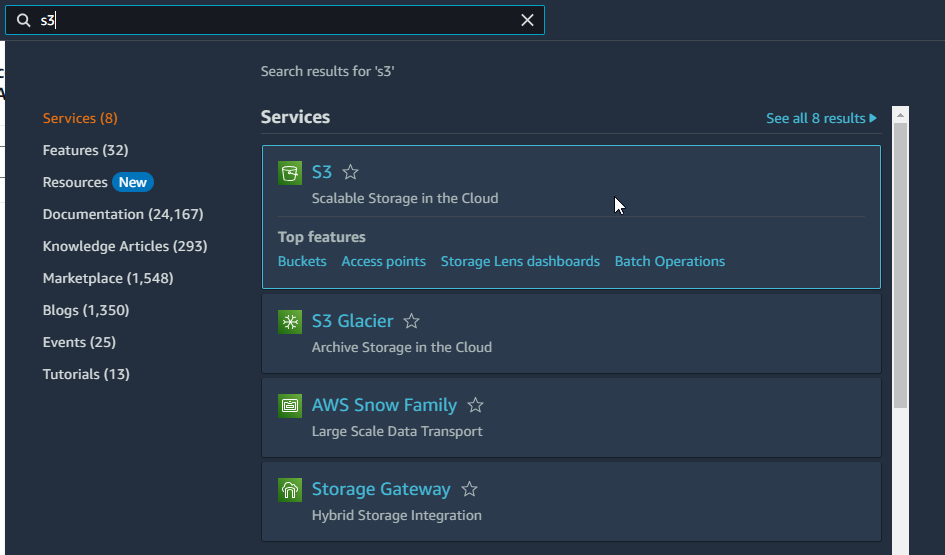 s3
Search results for 's3'
Services (8)
Features (32)
Resources New
Documentation (24,167)
Knowledge Articles (293)
Marketplace (1,548)
Blogs (1,350)
Events (25)
Tutorials (13)
Services
See all 8 results
S3
Scalable Storage in the Cloud
Top features
Buckets Access points Storage Lens dashboards Batch Operations
S3 Glacier
Archive Storage in the Cloud
AWS Snow Family
Large Scale Data Transport
Storage Gateway
Hybrid Storage Integration